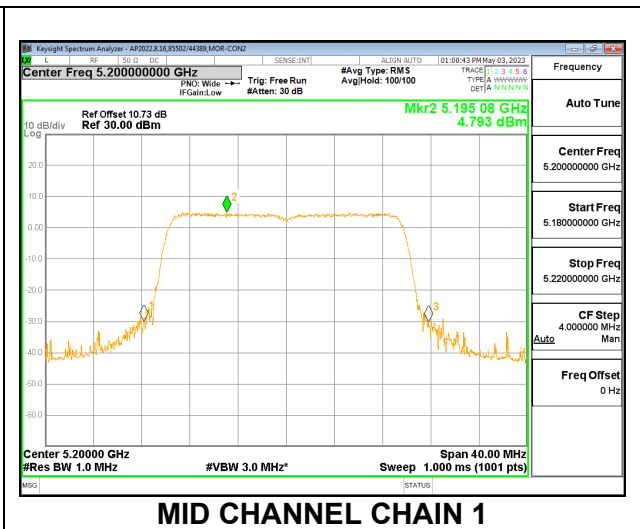 Keysight Spectrum Analyzer - AP2022.8.16,85502/44389,MOR-CON2
LXI L RF 50 Ω DC SENSE:INT ALIGN AUTO 01:00:43 PM May 03, 2023
Center Freq 5.200000000 GHz
PNO: Wide
IFGain:Low
Trig: Free Run
#Atten: 30 dB
#Avg Type: RMS
Avg|Hold: 100/100
TRACE 1 2 3 4 5 6
TYPE A WWWWW
DET A N N N N N
Frequency
Auto Tune
Center Freq
5.200000000 GHz
Start Freq
5.180000000 GHz
Stop Freq
5.220000000 GHz
CF Step
4.000000 MHz
Auto Man
Freq Offset
0 Hz
Mkr2 5.195 08 GHz
4.793 dBm
Ref Offset 10.73 dB
Ref 30.00 dBm
10 dB/div
Log
20.0
10.0
0.00
-10.0
-20.0
-30.0
-40.0
-50.0
-60.0
1
2
3
Center 5.20000 GHz
Span 40.00 MHz
#Res BW 1.0 MHz
#VBW 3.0 MHz*
Sweep 1.000 ms (1001 pts)
MSG
STATUS
MID CHANNEL CHAIN 1